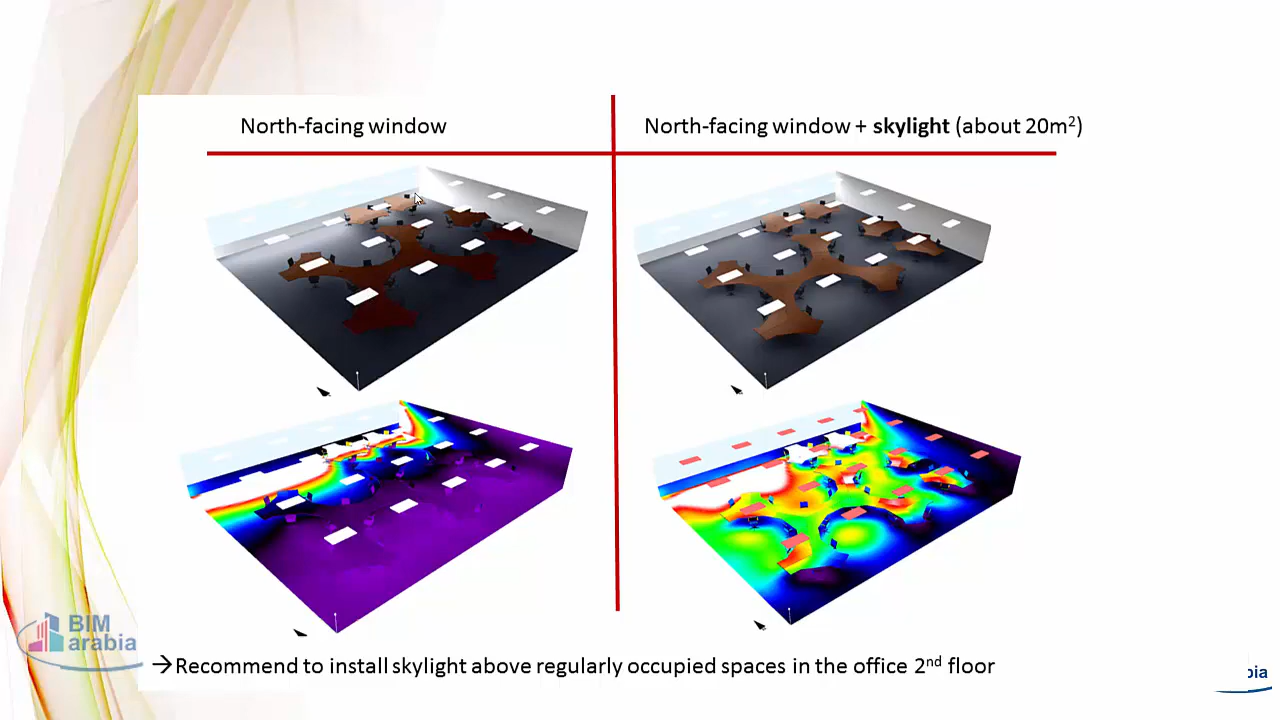 North-facing window
North-facing window + skylight (about 20m²)
BIM
arabia
→Recommend to install skylight above regularly occupied spaces in the office 2nd floor
bia